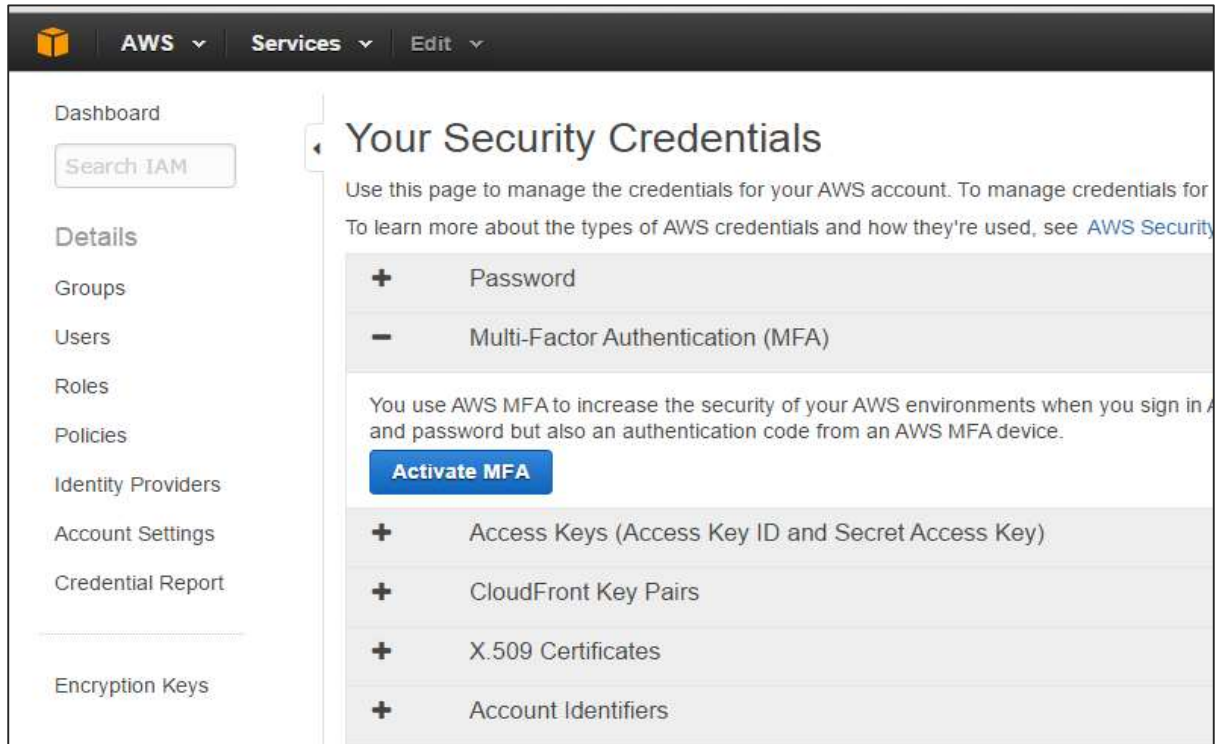 AWS Services Edit
Dashboard
Search IAM
Details
Groups
Users
Roles
Policies
Identity Providers
Account Settings
Credential Report
Encryption Keys
Your Security Credentials
Use this page to manage the credentials for your AWS account. To manage credentials for
To learn more about the types of AWS credentials and how they're used, see AWS Security
Password
Multi-Factor Authentication (MFA)
You use AWS MFA to increase the security of your AWS environments when you sign in
and password but also an authentication code from an AWS MFA device.
Activate MFA
Access Keys (Access Key ID and Secret Access Key)
CloudFront Key Pairs
X.509 Certificates
Account Identifiers